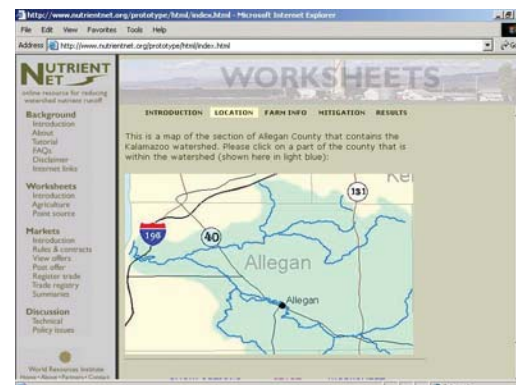 http://www.nutrientnet.org/prototype/html/index.html - Microsoft Internet Explorer
File Edit View Favorites Tools Help
Address http://www.nutrientnet.org/prototype/html/index.html
NUTRIENT
NET
online resource for reducing
watershed nutrient runoff
Background
Introduction
About
Tutorial
FAQs
Disclaimer
Internet links
Worksheets
Introduction
Agriculture
Point source
Markets
Introduction
Rules & contracts
View offers
Post offer
Register trade
Trade registry
Summaries
Discussion
Technical
Policy issues
World Resources Institute
Home • About • Partners • Contact
WORKSHEETS
INTRODUCTION LOCATION FARM INFO MITIGATION RESULTS
This is a map of the section of Allegan County that contains the
Kalamazoo watershed. Please click on a part of the county that is
within the watershed (shown here in light blue):
Kel
131
196
40
Allegan
Allegan